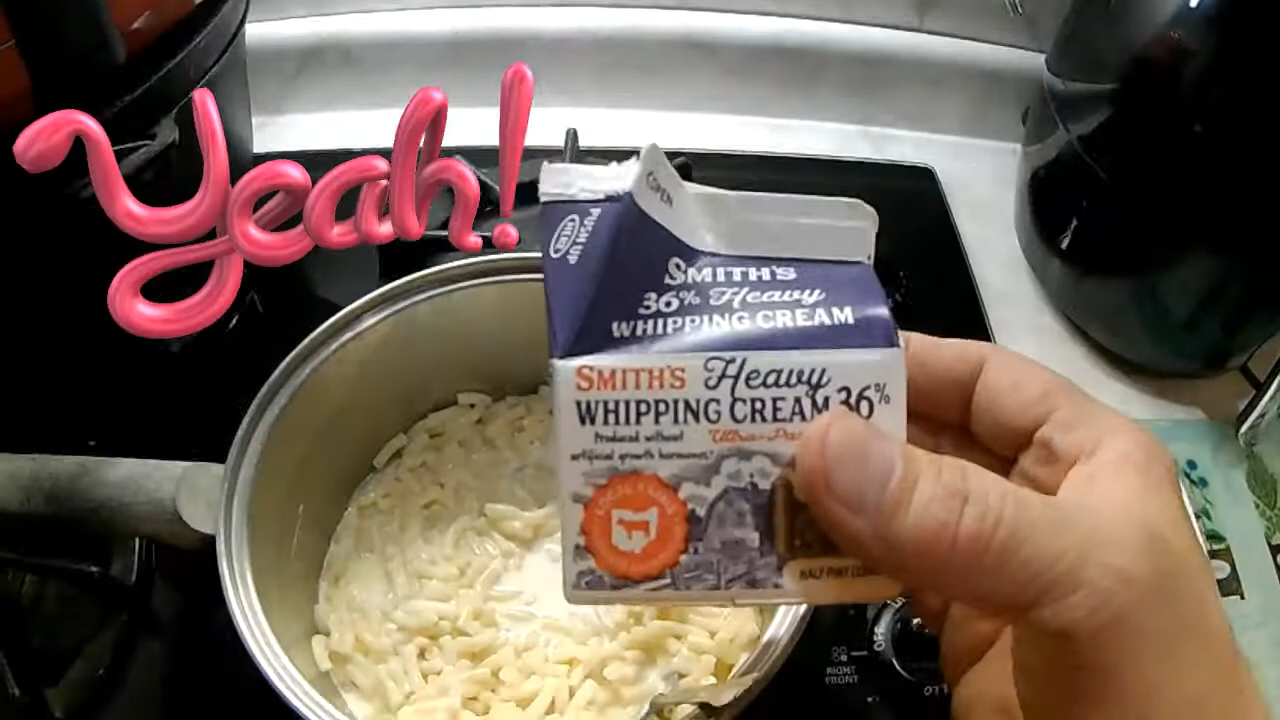 Yeah!
OPEN
PUSH UP
HERE
SMITH'S
36% Heavy
WHIPPING CREAM
SMITH'S Heavy
WHIPPING CREAM 36%
Produced without
artificial growth hormones.*
HALF PINT
OFF
RIGHT
FRONT